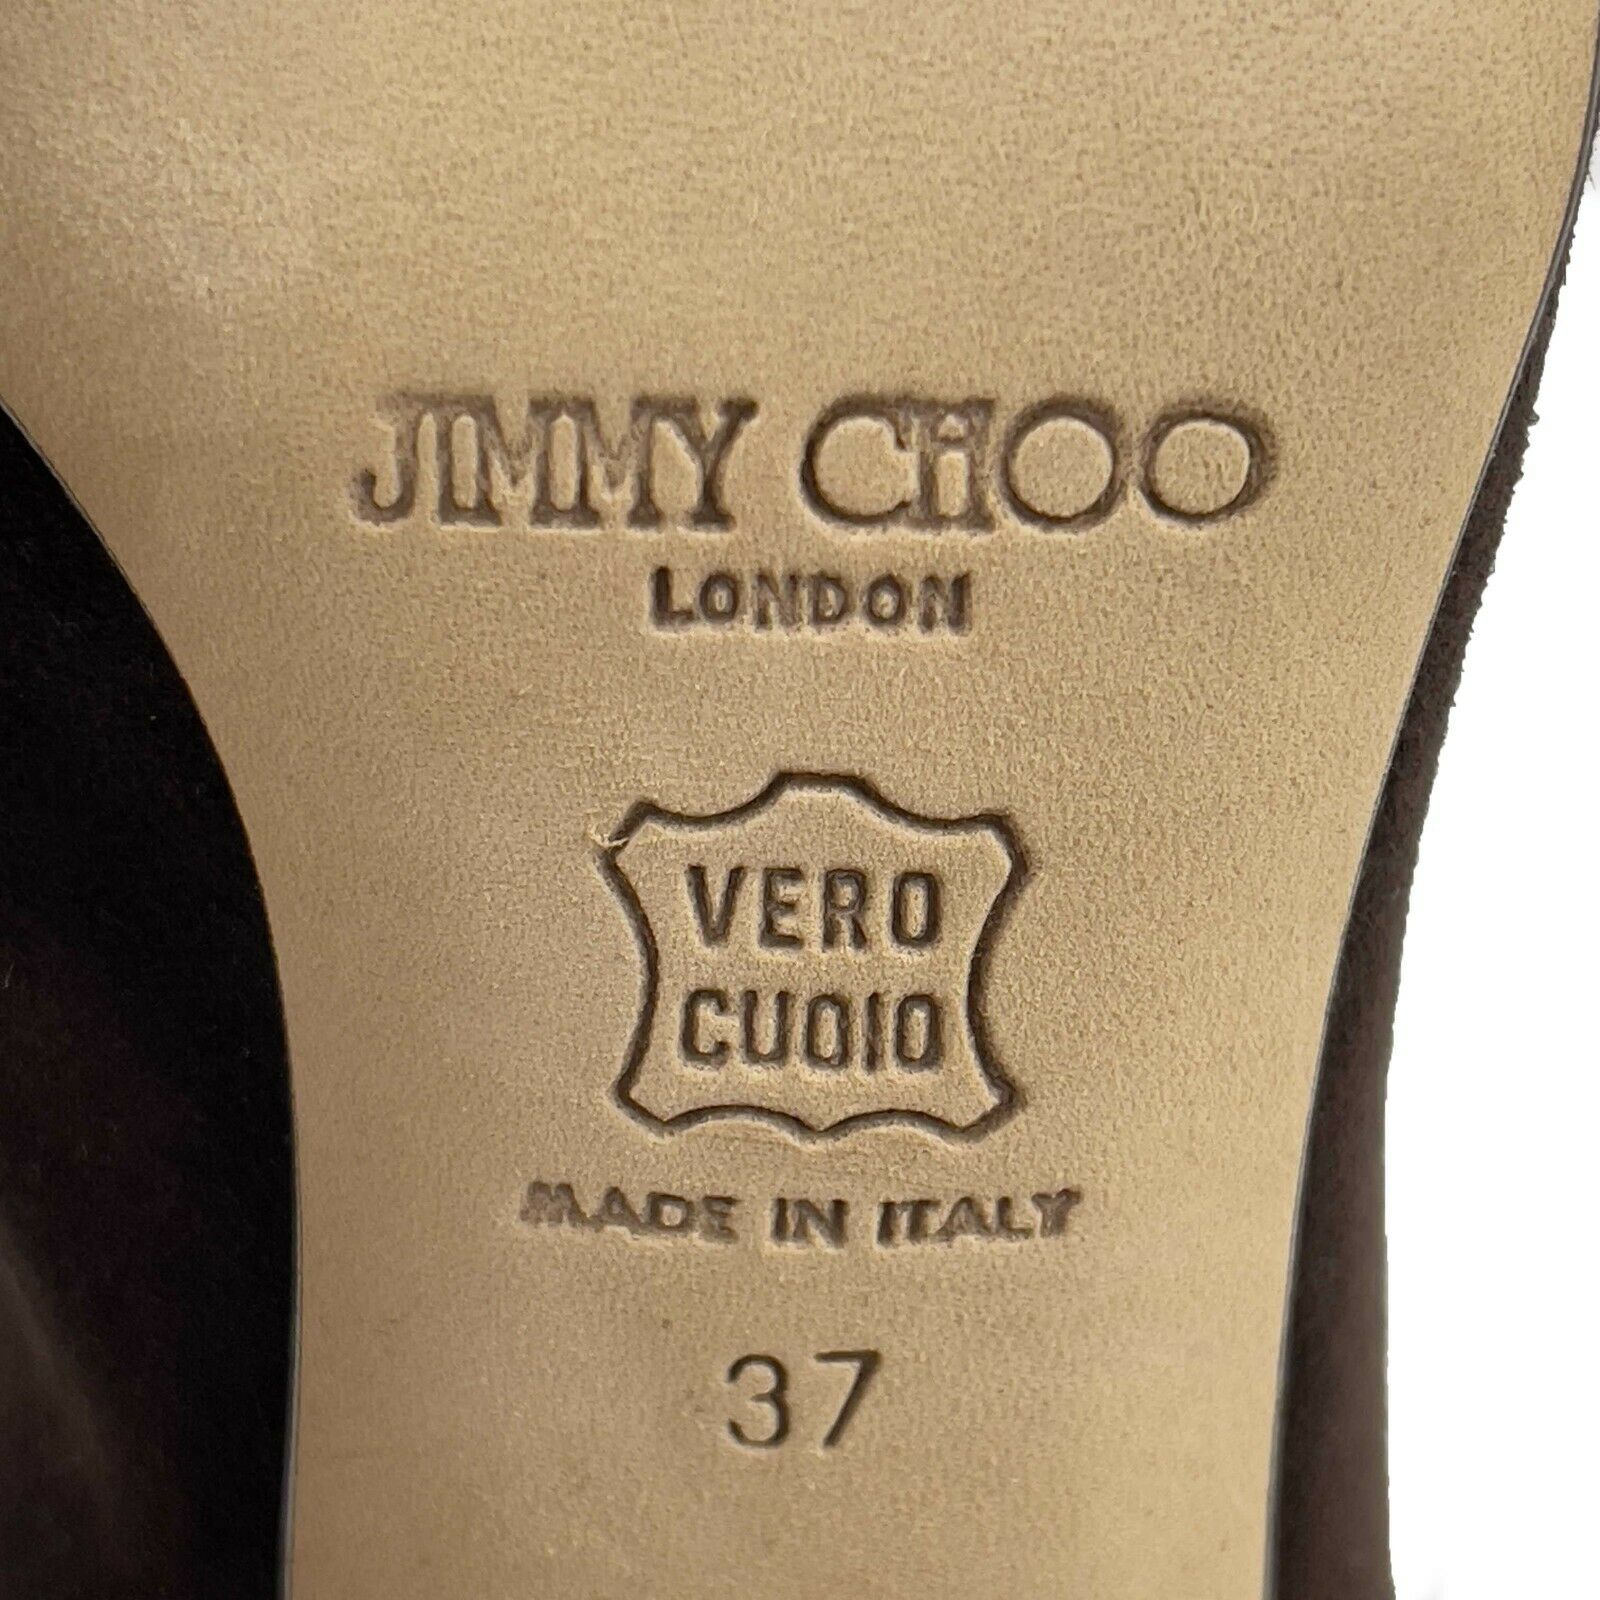 JIMMY CHOO
LONDON
VERO
CUOIO
MADE IN ITALY
37